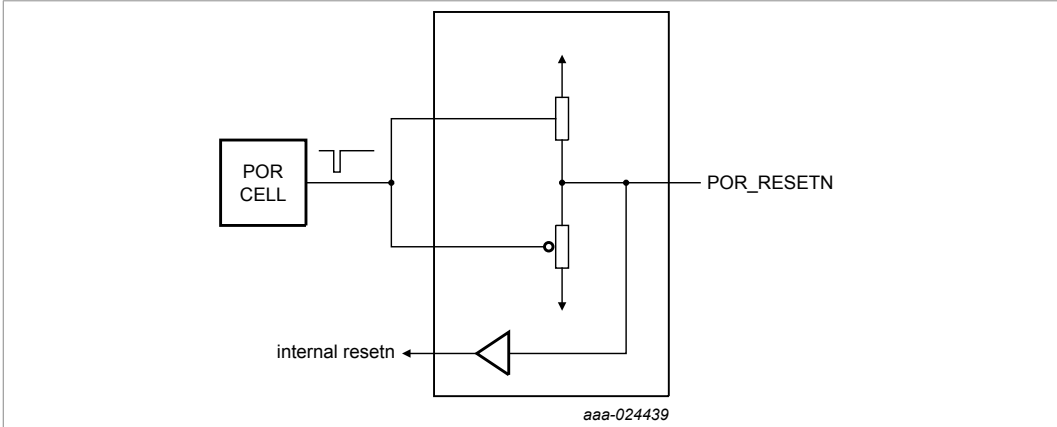 POR
CELL
POR_RESETN
internal resetn
aaa-024439